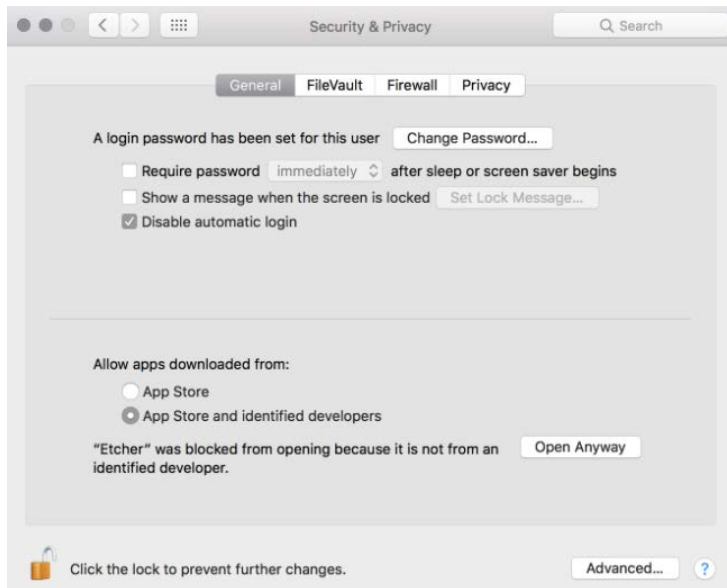 Security & Privacy
Search
General FileVault Firewall Privacy
A login password has been set for this user Change Password...
Require password immediately after sleep or screen saver begins
Show a message when the screen is locked Set Lock Message...
Disable automatic login
Allow apps downloaded from:
App Store
App Store and identified developers
“Etcher” was blocked from opening because it is not from an Open Anyway
identified developer.
Click the lock to prevent further changes. Advanced... ?